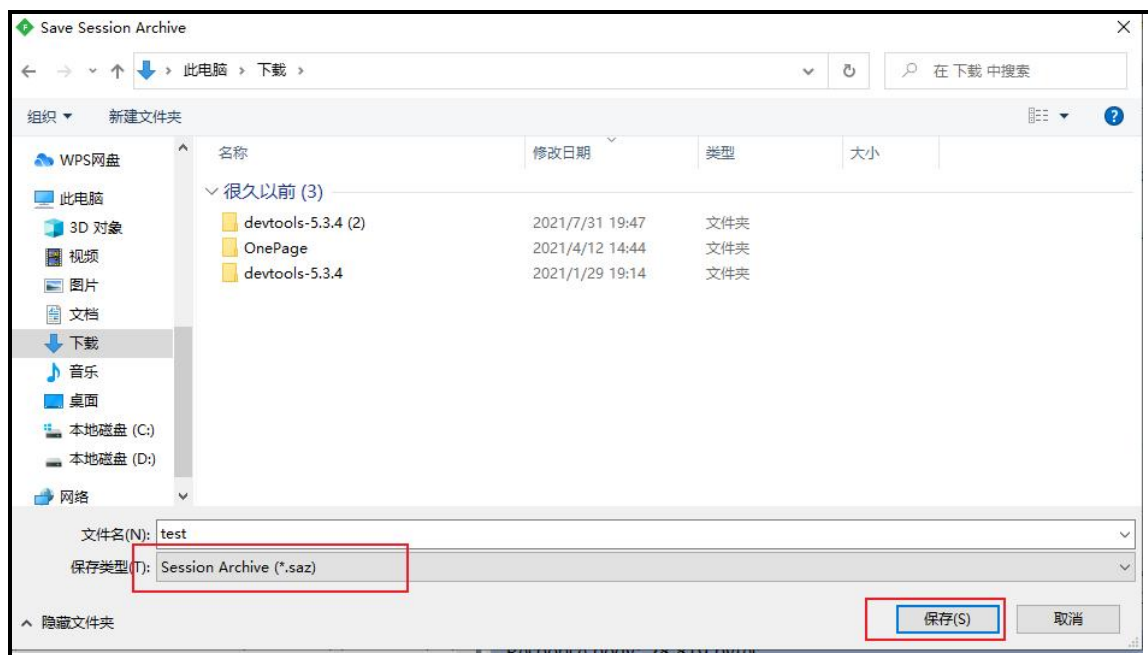 Save Session Archive
此电脑 › 下载 ›
在 下载 中搜索
组织
新建文件夹
名称 修改日期 类型 大小
WPS网盘
此电脑
3D 对象
视频
图片
文档
下载
音乐
桌面
本地磁盘 (C:)
本地磁盘 (D:)
网络
很久以前 (3)
devtools-5.3.4 (2) 2021/7/31 19:47 文件夹
OnePage 2021/4/12 14:44 文件夹
devtools-5.3.4 2021/1/29 19:14 文件夹
文件名(N): test
保存类型(T): Session Archive (*.saz)
隐藏文件夹
保存(S) 取消